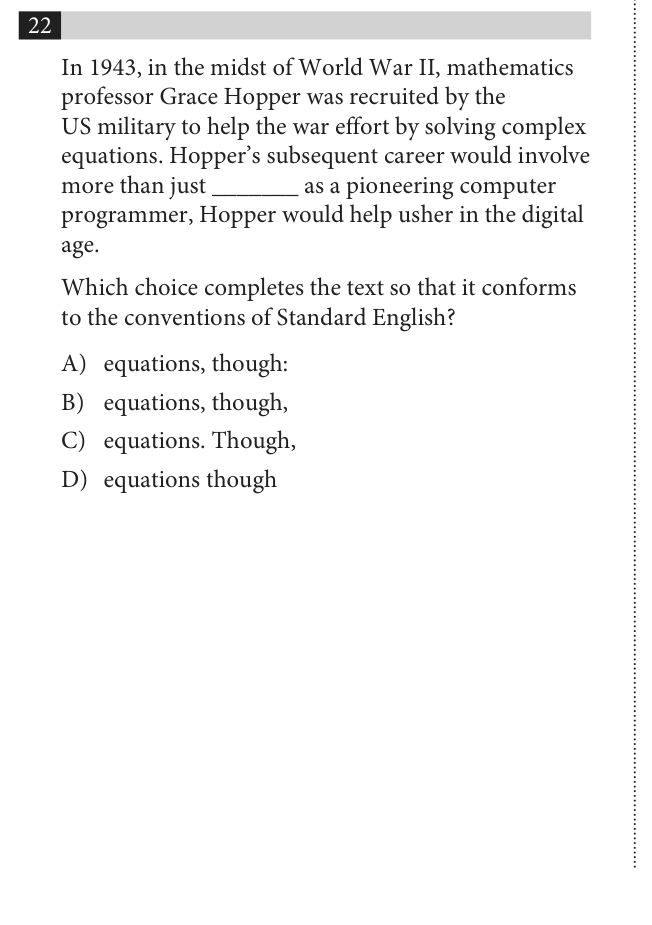 22
In 1943, in the midst of World War II, mathematics
professor Grace Hopper was recruited by the
US military to help the war effort by solving complex
equations. Hopper’s subsequent career would involve
more than just _______ as a pioneering computer
programmer, Hopper would help usher in the digital
age.
Which choice completes the text so that it conforms
to the conventions of Standard English?
A) equations, though:
B) equations, though,
C) equations. Though,
D) equations though